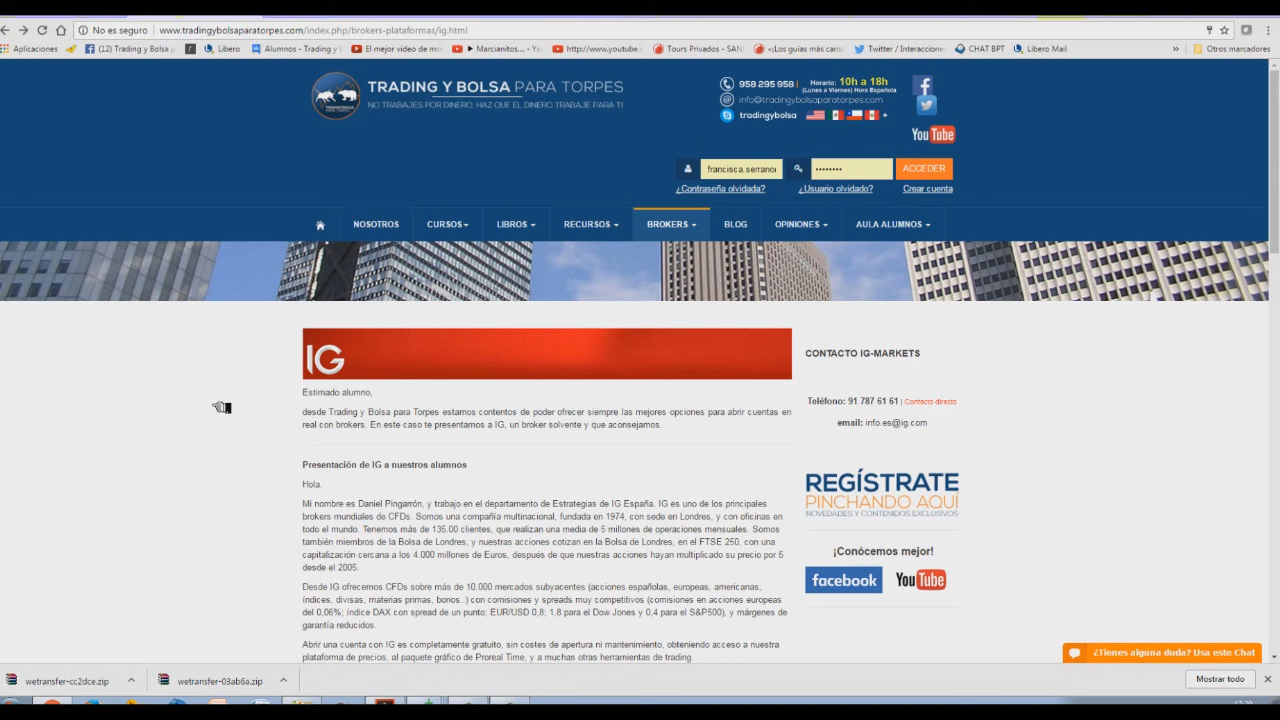 No es seguro | www.tradingybolsaparatorpes.com/index.php/brokers-plataformas/ig.html
Aplicaciones
(12) Trading y Bolsa p
Libero
Alumnos - Trading y
El mejor video de mo
Marcianitos... - Yo
http://www.youtube.c
Tours Privados - SAN
«¡Los guías más caris
Twitter / Interaccione
CHAT BPT
Libero Mail
» Otros marcadores
TRADING Y BOLSA PARA TORPES
NO TRABAJES POR DINERO. HAZ QUE EL DINERO TRABAJE PARA TI
958 295 958 | Horario: 10h a 18h
(Lunes a Viernes) Hora Española
info@tradingybolsaparatorpes.com
tradingybolsa +
YouTube
francisca.serrano
•••••••• ACCEDER
¿Contraseña olvidada? ¿Usuario olvidado? Crear cuenta
NOSOTROS CURSOS LIBROS RECURSOS BROKERS BLOG OPINIONES AULA ALUMNOS
IG
Estimado alumno,
desde Trading y Bolsa para Torpes estamos contentos de poder ofrecer siempre las mejores opciones para abrir cuentas en
real con brokers. En este caso te presentamos a IG, un broker solvente y que aconsejamos.
Presentación de IG a nuestros alumnos
Hola.
Mi nombre es Daniel Pingarrón, y trabajo en el departamento de Estrategias de IG España. IG es uno de los principales
brokers mundiales de CFDs. Somos una compañía multinacional, fundada en 1974, con sede en Londres, y con oficinas en
todo el mundo. Tenemos más de 135.00 clientes, que realizan una media de 5 millones de operaciones mensuales. Somos
también miembros de la Bolsa de Londres, y nuestras acciones cotizan en la Bolsa de Londres, en el FTSE 250, con una
capitalización cercana a los 4.000 millones de Euros, después de que nuestras acciones hayan multiplicado su precio por 5
desde el 2005.
Desde IG ofrecemos CFDs sobre más de 10.000 mercados subyacentes (acciones españolas, europeas, americanas;
índices, divisas, materias primas, bonos..) con comisiones y spreads muy competitivos (comisiones en acciones europeas
del 0,06%; índice DAX con spread de un punto; EUR/USD 0,8; 1,8 para el Dow Jones y 0,4 para el S&P500), y márgenes de
garantía reducidos.
Abrir una cuenta con IG es completamente gratuito, sin costes de apertura ni mantenimiento, obteniendo acceso a nuestra
plataforma de precios, al paquete gráfico de Proreal Time, y a muchas otras herramientas de trading.
CONTACTO IG-MARKETS
Teléfono: 91 787 61 61 | Contacto directo
email: info.es@ig.com
REGÍSTRATE
PINCHANDO AQUÍ
NOVEDADES Y CONTENIDOS EXCLUSIVOS
¡Conócemos mejor!
facebook YouTube
¿Tienes alguna duda? Usa este Chat
wetransfer-cc2dce.zip
wetransfer-03ab6a.zip
Mostrar todo